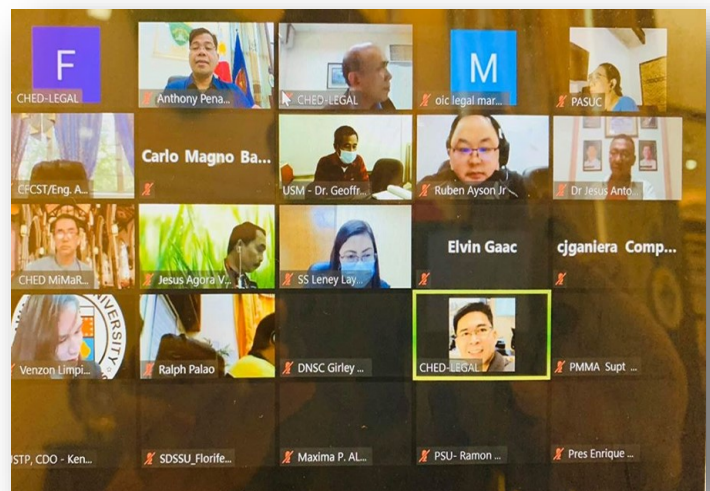 F
CHED-LEGAL
Anthony Pena...
CHED-LEGAL
M
oic legal mar...
PASUC
CFCST/Eng. A...
Carlo Magno Ba...
USM - Dr. Geoffr...
Ruben Ayson Jr
Dr Jesus Anto
CHED MiMaR...
Jesus Agora V...
SS Leney Lay...
Elvin Gaac
cjganiera Comp...
UNIVERSITY
Venzon Limpi...
Ralph Palao
DNSC Girley ...
CHED-LEGAL
PMMA Supt ...
STP, CDO - Ken...
SDSSU_Florife...
Maxima P. AL...
PSU- Ramon ...
Pres Enrique ...